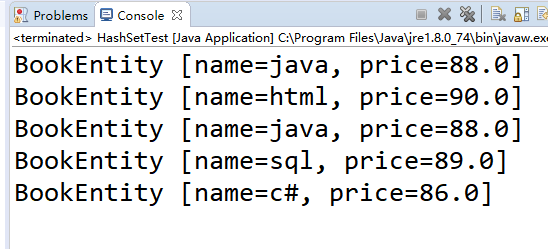 Problems Console
<terminated> HashSetTest [Java Application] C:\Program Files\Java\jre1.8.0_74\bin\javaw.exe
BookEntity [name=java, price=88.0]
BookEntity [name=html, price=90.0]
BookEntity [name=java, price=88.0]
BookEntity [name=sql, price=89.0]
BookEntity [name=c#, price=86.0]